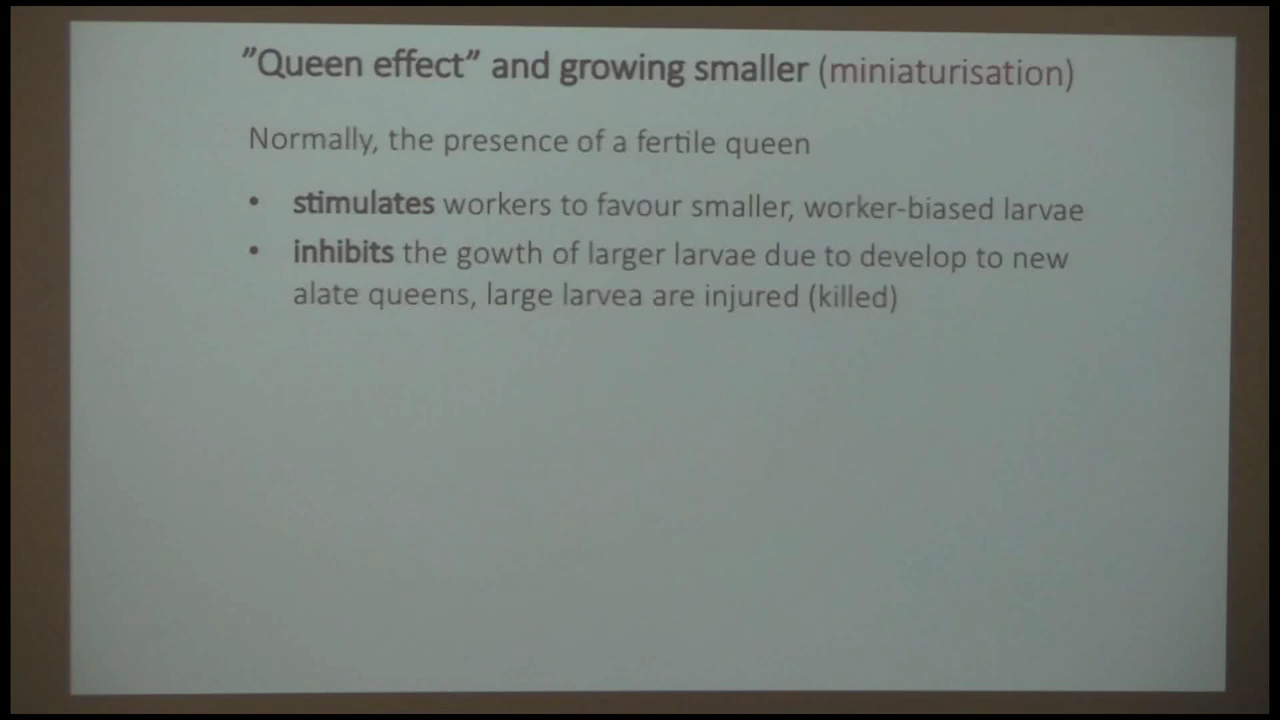 ”Queen effect” and growing smaller (miniaturisation)
Normally, the presence of a fertile queen
• stimulates workers to favour smaller, worker-biased larvae
• inhibits the gowth of larger larvae due to develop to new
alate queens, large larvea are injured (killed)